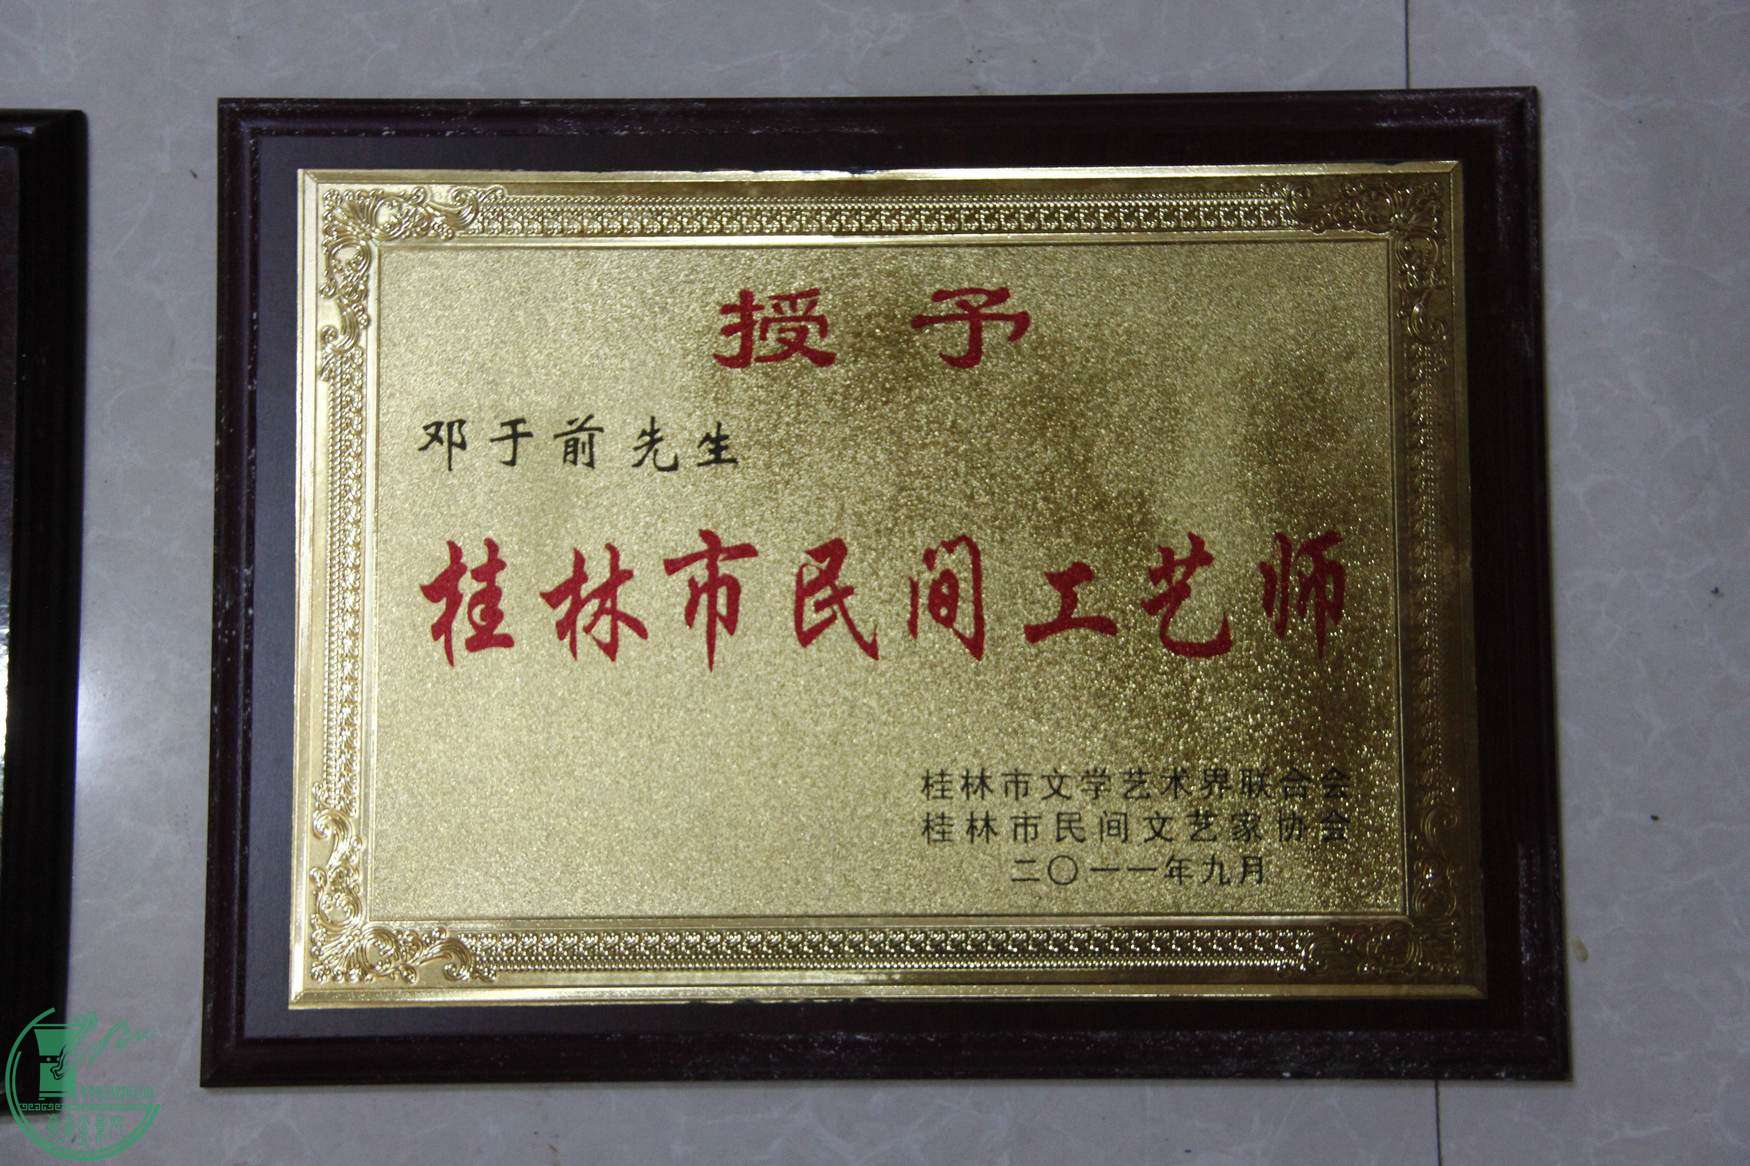 授予
邓于前先生
桂林市民间工艺师
桂林市文学艺术界联合会
桂林市民间文艺家协会
二〇一一年九月